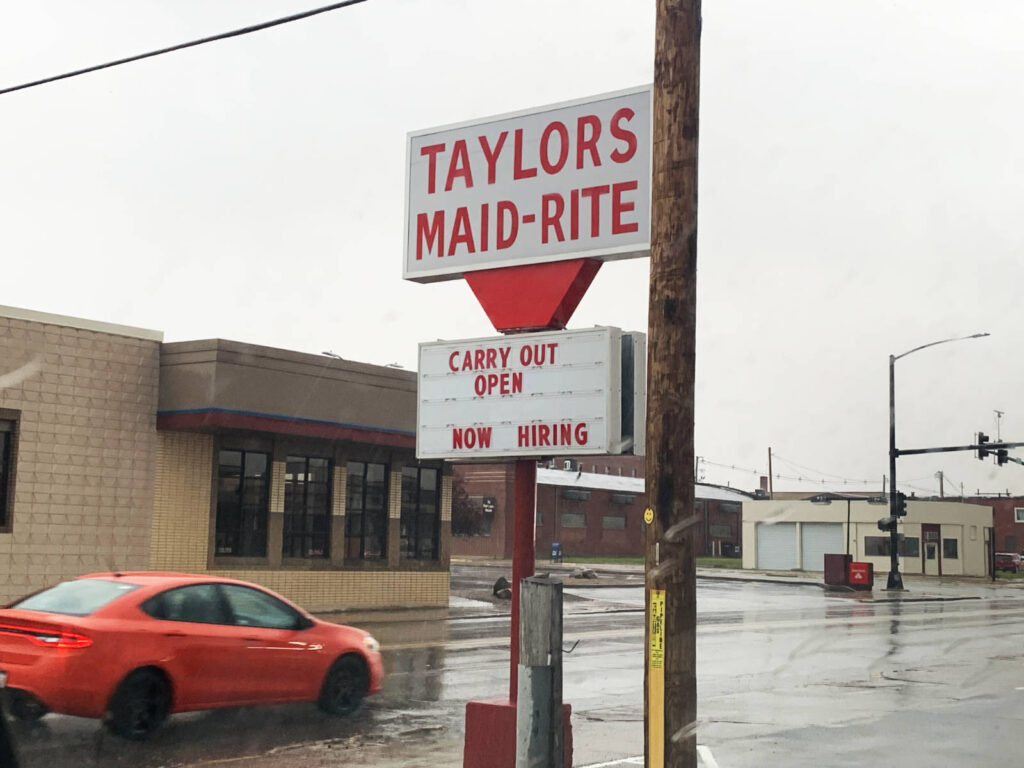 TAYLORS
MAID-RITE
CARRY OUT
OPEN
NOW HIRING